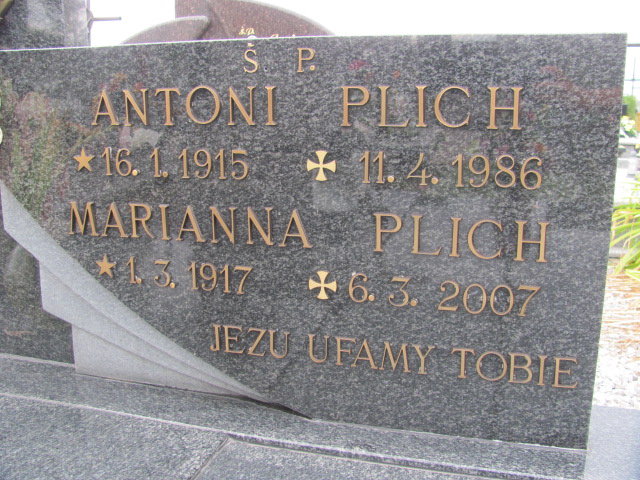 Ś. P.
ANTONI PLICH
16.1.1915 11.4.1986
MARIANNA PLICH
1.3.1917 6.3.2007
JEZU UFAMY TOBIE